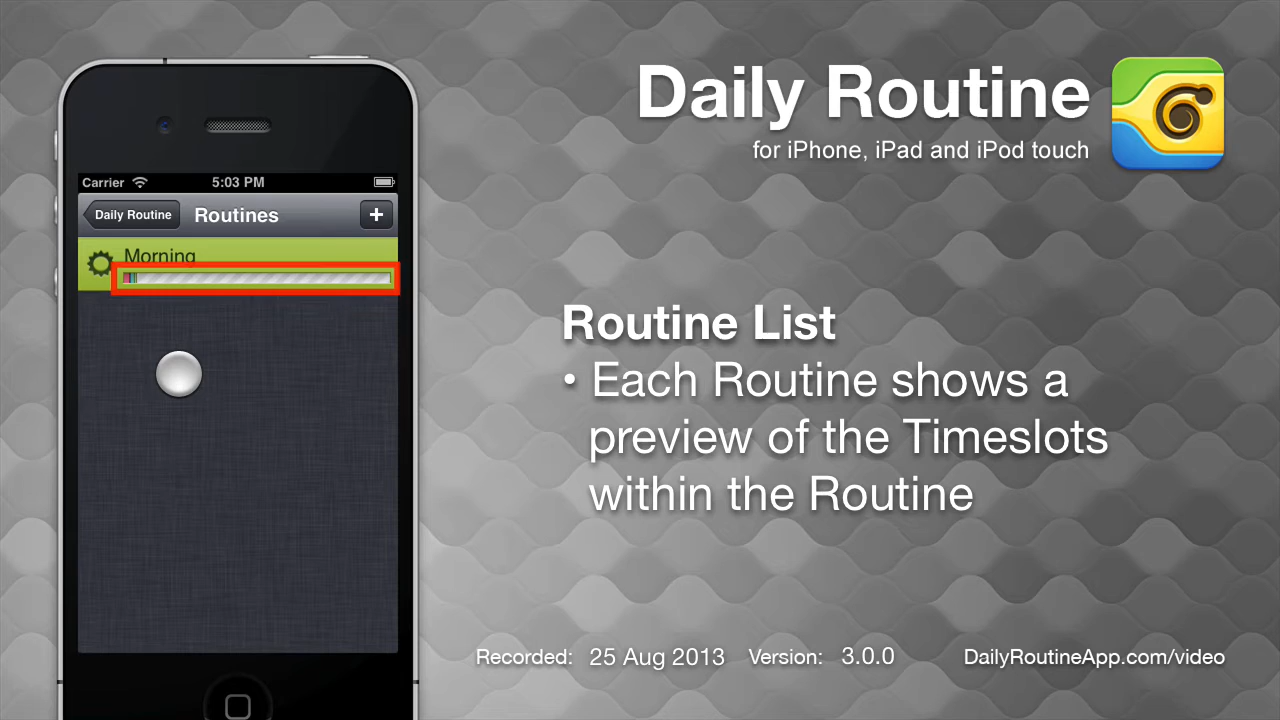 Daily Routine
for iPhone, iPad and iPod touch
Carrier
5:03 PM
Daily Routine
Routines
+
Morning
Routine List
• Each Routine shows a
preview of the Timeslots
within the Routine
Recorded: 25 Aug 2013 Version: 3.0.0 DailyRoutineApp.com/video